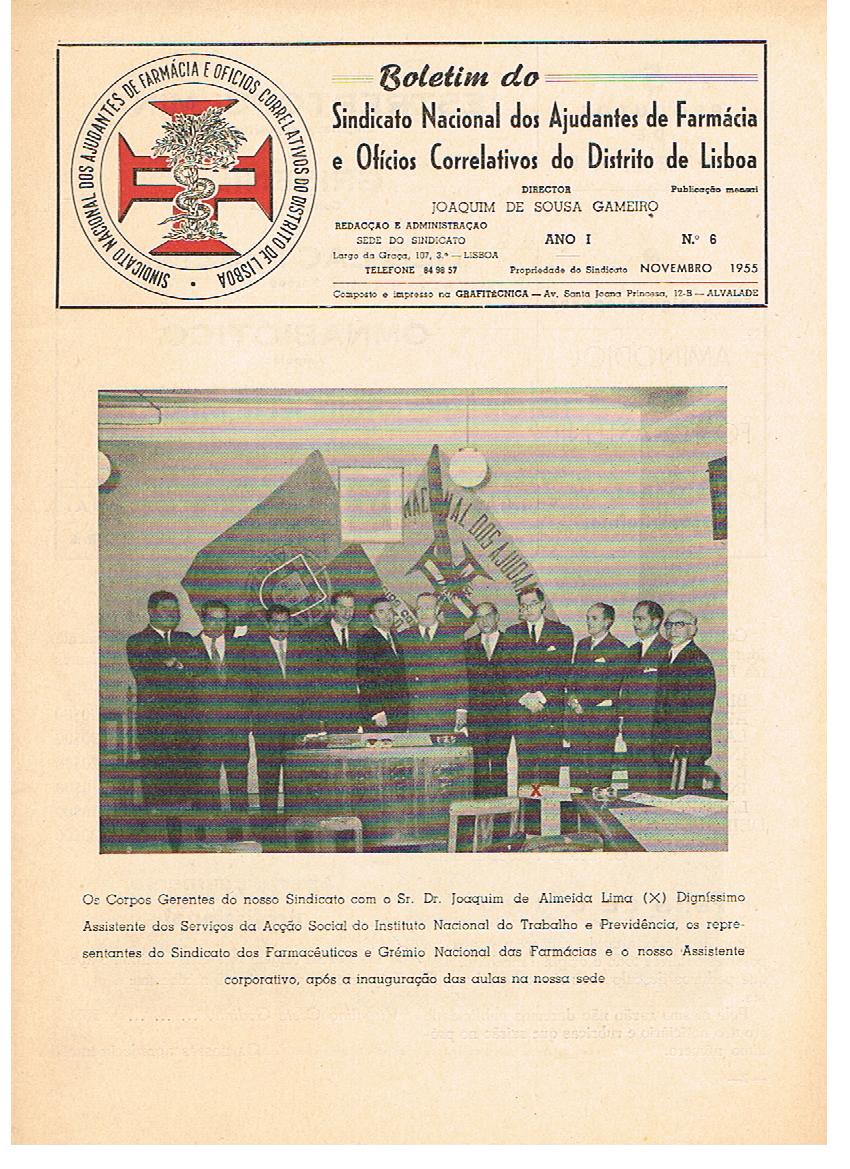 SINDICATO NACIONAL DOS AJUDANTES DE FARMÁCIA E OFICIOS CORRELATIVOS DO DISTRITO DE LISBOA
Boletim do
Sindicato Nacional dos Ajudantes de Farmácia
e Ofícios Correlativos do Distrito de Lisboa
DIRECTOR Publicação mensal
JOAQUIM DE SOUSA GAMEIRO
REDACÇÃO E ADMINISTRAÇÃO
SEDE DO SINDICATO ANO I N.º 6
Largo da Graça, 107, 3.º — LISBOA
TELEFONE 84 98 57 Propriedade do Sindicato NOVEMBRO 1955
Composto e impresso na GRAFITÉCNICA — Av. Santa Joana Princesa, 12-B — ALVALADE
NACIONAL DOS AJUDAN
X
Os Corpos Gerentes do nosso Sindicato com o Sr. Dr. Joaquim de Almeida Lima (X) Digníssimo
Assistente dos Serviços da Acção Social do Instituto Nacional do Trabalho e Previdência, os repre-
sentantes do Sindicato dos Farmacêuticos e Grémio Nacional das Farmácias e o nosso Assistente
corporativo, após a inauguração das aulas na nossa sede